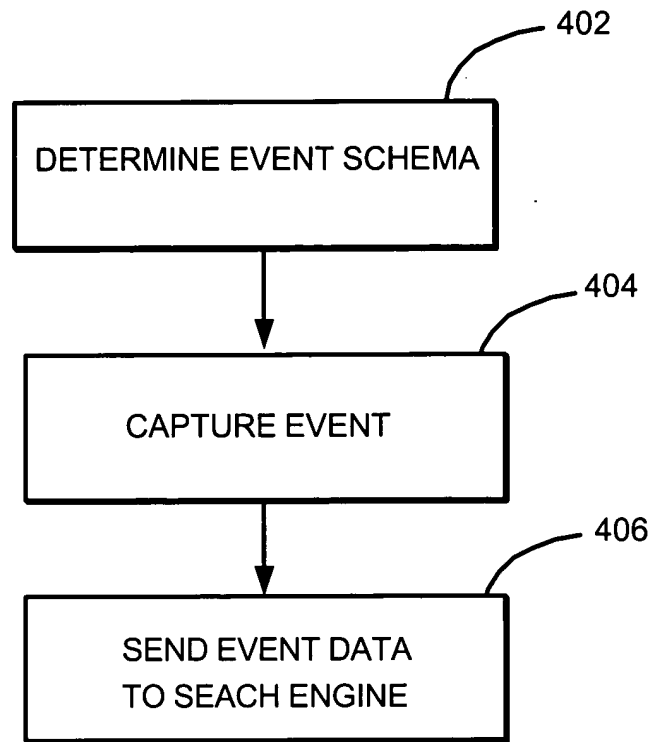 402
DETERMINE EVENT SCHEMA
404
CAPTURE EVENT
406
SEND EVENT DATA
TO SEACH ENGINE